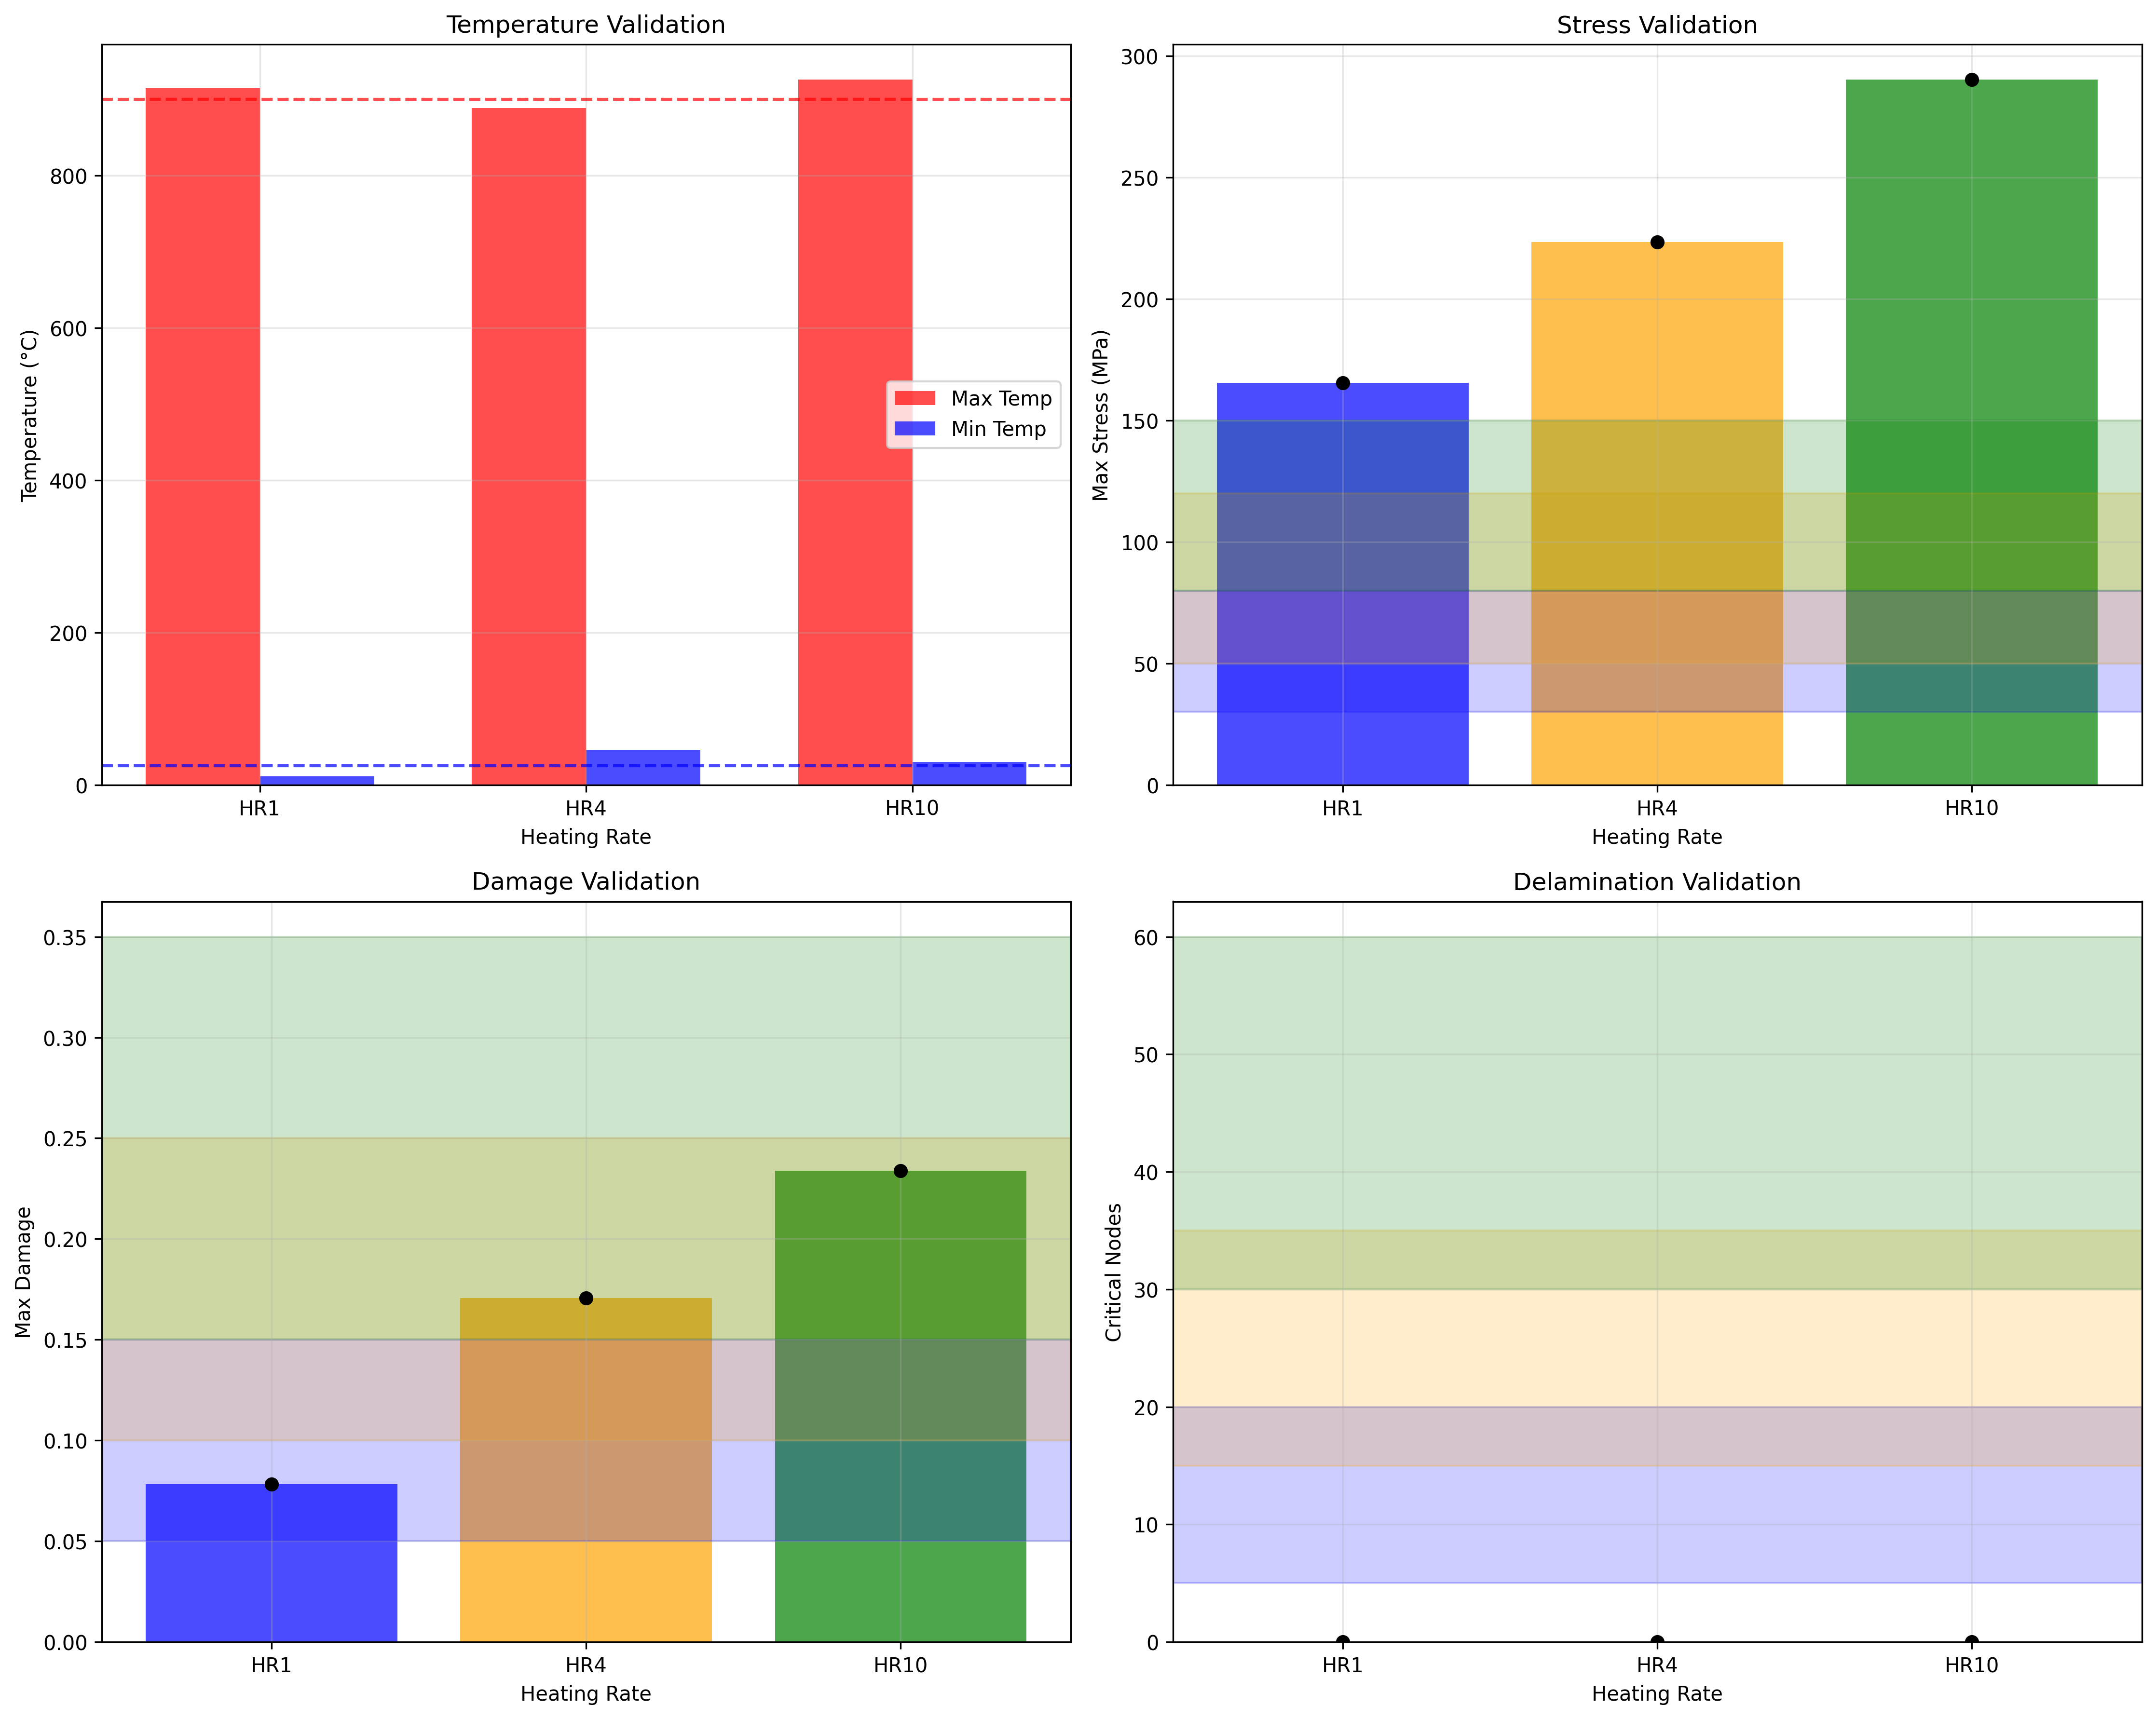 Temperature Validation
Temperature (°C)
800
600
400
200
0
Max Temp
Min Temp
HR1 HR4 HR10
Heating Rate
Stress Validation
Max Stress (MPa)
300
250
200
150
100
50
0
HR1 HR4 HR10
Heating Rate
Damage Validation
Max Damage
0.35
0.30
0.25
0.20
0.15
0.10
0.05
0.00
HR1 HR4 HR10
Heating Rate
Delamination Validation
Critical Nodes
60
50
40
30
20
10
0
HR1 HR4 HR10
Heating Rate